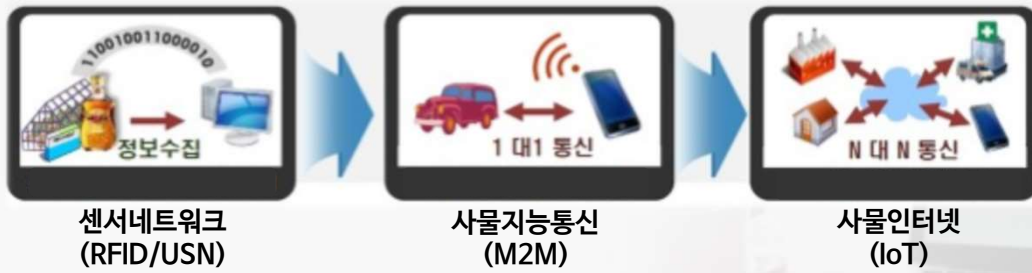 110010011000010
정보수집
1 대1 통신
N 대 N 통신
센서네트워크
(RFID/USN)
사물지능통신
(M2M)
사물인터넷
(IoT)